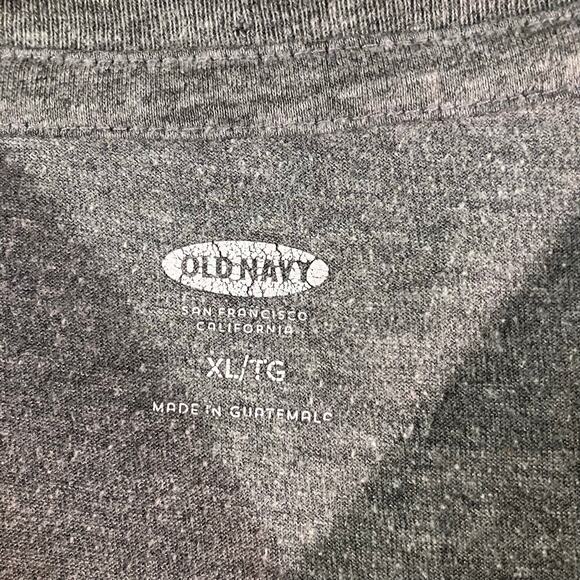 OLD NAVY
SAN FRANCISCO
CALIFORNIA
XL/TG
MADE IN GUATEMALA